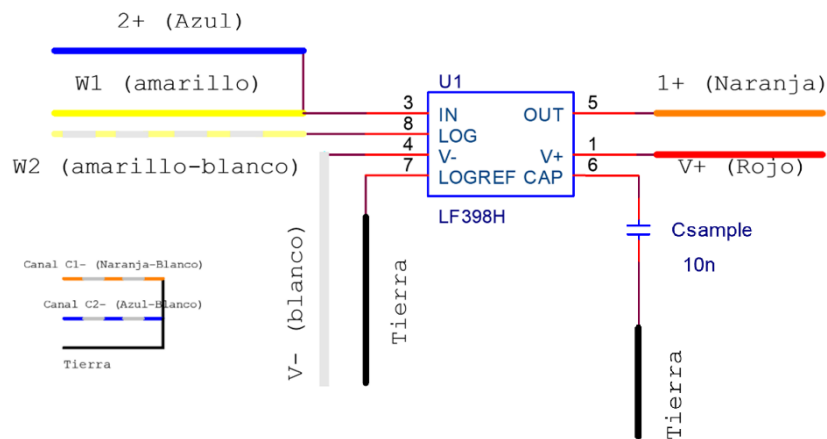 2+ (Azul)
W1 (amarillo)
W2 (amarillo-blanco)
U1
3
8
4
7
IN
LOG
V-
LOGREF
OUT
V+
CAP
5
1
6
LF398H
1+ (Naranja)
V+ (Rojo)
Csample
10n
V- (blanco)
Tierra
Tierra
Canal C1- (Naranja-Blanco)
Canal C2- (Azul-Blanco)
Tierra